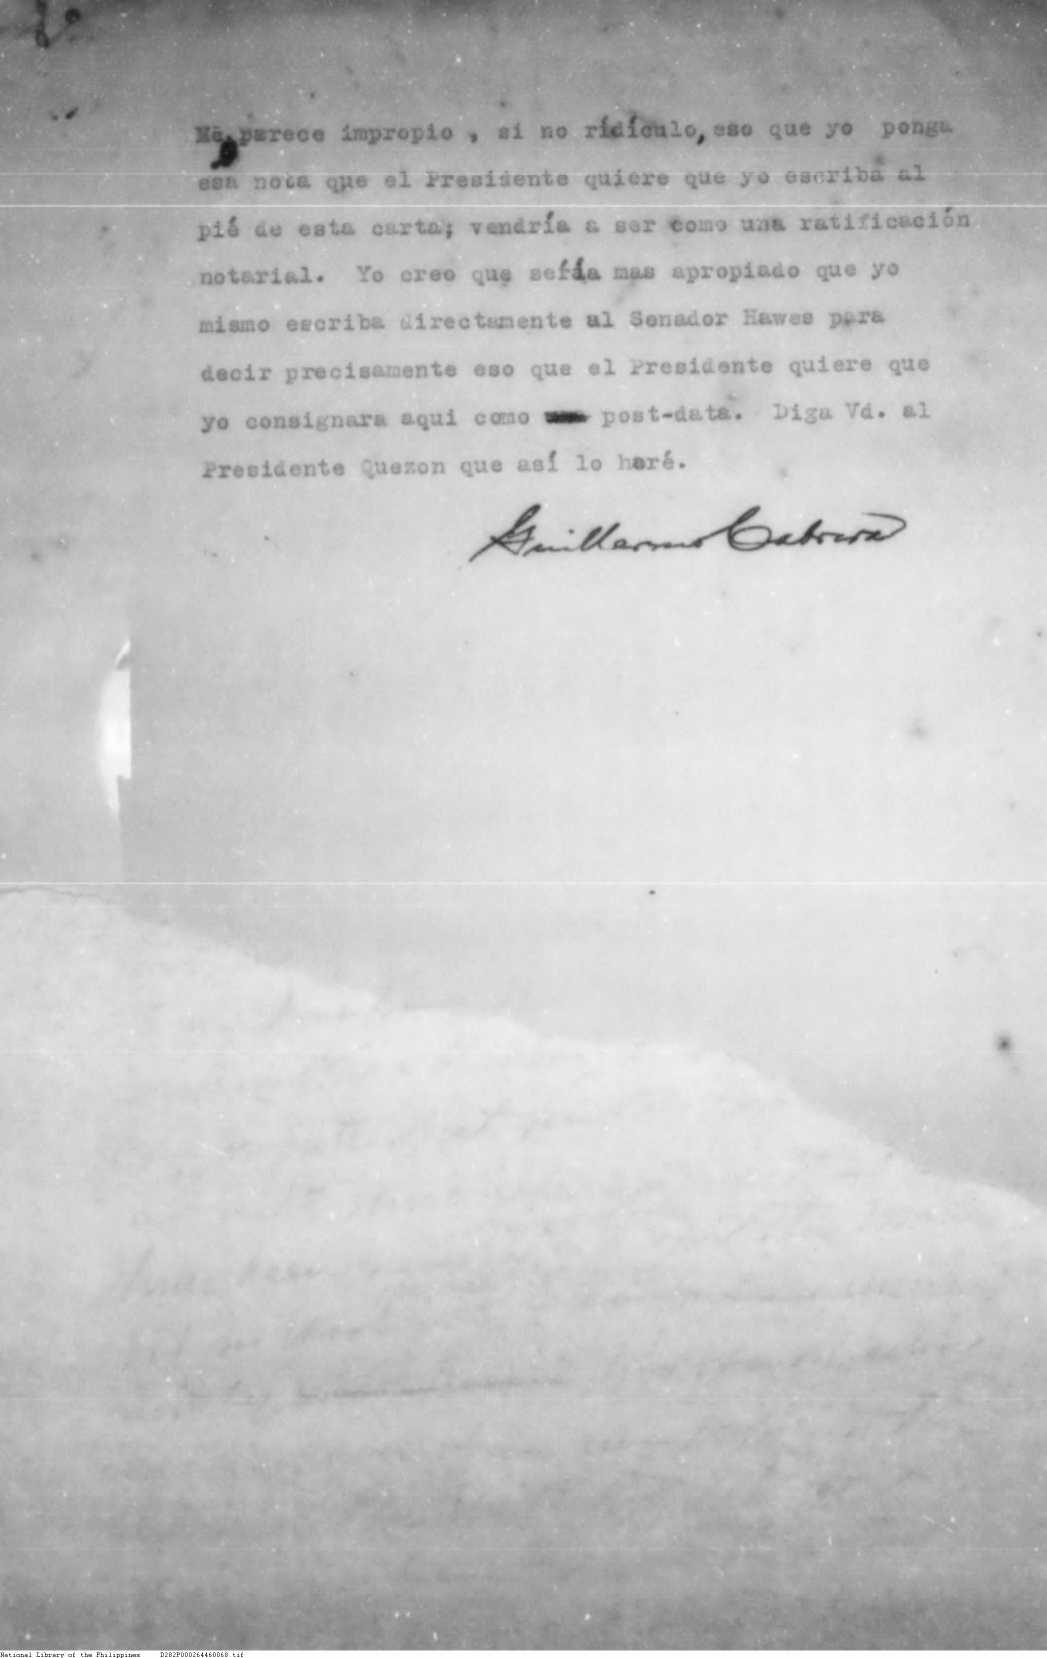 Me parece impropio , si no rídículo, eso que yo ponga
esa nota que el Presidente quiere que yo escriba al
pié de esta carta; vendría a ser como una ratificación
notarial. Yo creo que sería mas apropiado que yo
mismo escriba directamente al Senador Hawes para
decir precisamente eso que el Presidente quiere que
yo consignara aqui como post-data. Diga Vd. al
Presidente Quezon que así lo haré.
Guillermo Cabrera
National Library of the Philippines D282P000264460068.tif